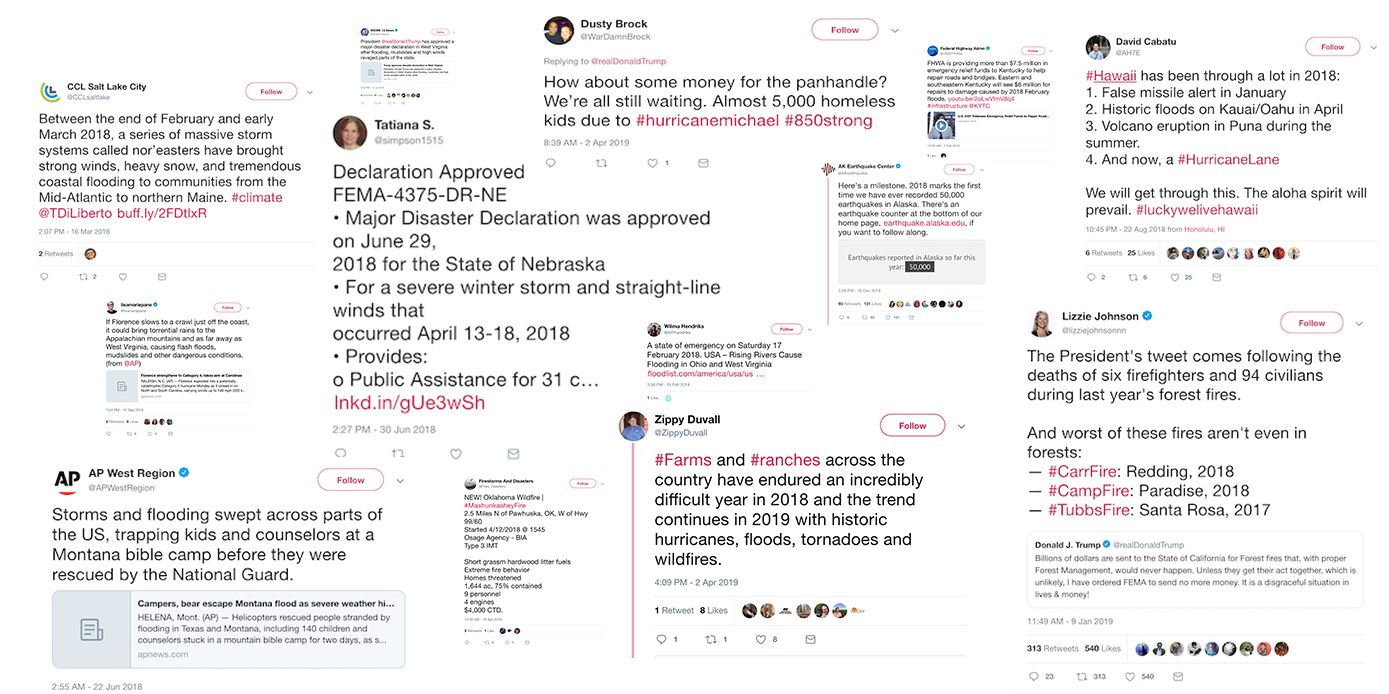 CCL Salt Lake City
@CCLsaltlake
Follow
Between the end of February and early
March 2018, a series of massive storm
systems called nor'easters have brought
strong winds, heavy snow, and tremendous
coastal flooding to communities from the
Mid-Atlantic to northern Maine. #climate
@TDiLiberto buff.ly/2FDtIxR
2:07 PM - 16 Mar 2018
2 Retweets
2
Follow
President @realDonaldTrump has approved a
major disaster declaration in West Virginia
after flooding, mudslides and high winds
ravaged parts of the state.
Tatiana S.
@simpson1515
Declaration Approved
FEMA-4375-DR-NE
• Major Disaster Declaration was approved
on June 29,
2018 for the State of Nebraska
• For a severe winter storm and straight-line
winds that
occurred April 13-18, 2018
• Provides:
o Public Assistance for 31 c...
lnkd.in/gUe3wSh
2:27 PM - 30 Jun 2018
Dusty Brock
@WarDamnBrock
Follow
Replying to @realDonaldTrump
How about some money for the panhandle?
We're all still waiting. Almost 5,000 homeless
kids due to #hurricanemichael #850strong
8:39 AM - 2 Apr 2019
1
Federal Highway Admn
Follow
FHWA is providing more than $7.5 million in
emergency relief funds to Kentucky to help
repair roads and bridges. Eastern and
southeastern Kentucky will see $6 million for
repairs to damage caused by 2018 February
floods.
#infrastructure @KYTC
David Cabatu
@AH7E
Follow
#Hawaii has been through a lot in 2018:
1. False missile alert in January
2. Historic floods on Kauai/Oahu in April
3. Volcano eruption in Puna during the
summer.
4. And now, a #HurricaneLane
We will get through this. The aloha spirit will
prevail. #luckywelivehawaii
10:45 PM - 22 Aug 2018 from Honolulu, HI
6 Retweets 25 Likes
2 6 25
AK Earthquake Center
Follow
Here's a milestone. 2018 marks the first
time we have ever recorded 50,000
earthquakes in Alaska. There's an
earthquake counter at the bottom of our
home page, earthquake.alaska.edu, if
you want to follow along.
Earthquakes reported in Alaska so far this
year: 50,000
lisamariepane
Follow
If Florence slows to a crawl just off the coast,
it could bring torrential rains to the
Appalachian mountains and as far away as
West Virginia, causing flash floods,
mudslides and other dangerous conditions.
(from @AP)
Florence strengthens to Category 4, takes aim at Carolinas
Wilma Hendriks
Follow
A state of emergency on Saturday 17
February 2018. USA – Rising Rivers Cause
Flooding in Ohio and West Virginia
floodlist.com/america/usa/us ...
1 Like
Lizzie Johnson
@lizziejohnsonnn
Follow
The President's tweet comes following the
deaths of six firefighters and 94 civilians
during last year's forest fires.
And worst of these fires aren't even in
forests:
— #CarrFire: Redding, 2018
— #CampFire: Paradise, 2018
— #TubbsFire: Santa Rosa, 2017
Donald J. Trump @realDonaldTrump
Billions of dollars are sent to the State of California for Forest fires that, with proper
Forest Management, would never happen. Unless they get their act together, which is
unlikely, I have ordered FEMA to send no more money. It is a disgraceful situation in
lives & money!
11:49 AM - 9 Jan 2019
313 Retweets 540 Likes
23 313 540
Zippy Duvall
@ZippyDuvall
Follow
#Farms and #ranches across the
country have endured an incredibly
difficult year in 2018 and the trend
continues in 2019 with historic
hurricanes, floods, tornadoes and
wildfires.
4:09 PM - 2 Apr 2019
1 Retweet 8 Likes
1 1 8
AP
AP West Region
@APWestRegion
Follow
Storms and flooding swept across parts of
the US, trapping kids and counselors at a
Montana bible camp before they were
rescued by the National Guard.
Campers, bear escape Montana flood as severe weather hi...
HELENA, Mont. (AP) — Helicopters rescued people stranded by
flooding in Texas and Montana, including 140 children and
counselors stuck in a mountain bible camp for two days, as s...
apnews.com
2:55 AM - 22 Jun 2018
Firestorms And Disasters
Follow
NEW! Oklahoma Wildfire |
#MashunkasheyFire
2.5 Miles N of Pawhuska, OK, W of Hwy
99/60
Started 4/12/2018 @ 1545
Osage Agency - BIA
Type 3 IMT
Short grassm hardwood litter fuels
Extreme fire behavior
Homes threatened
1,644 ac, 75% contained
9 personnel
4 engines
$4,000 CTD.